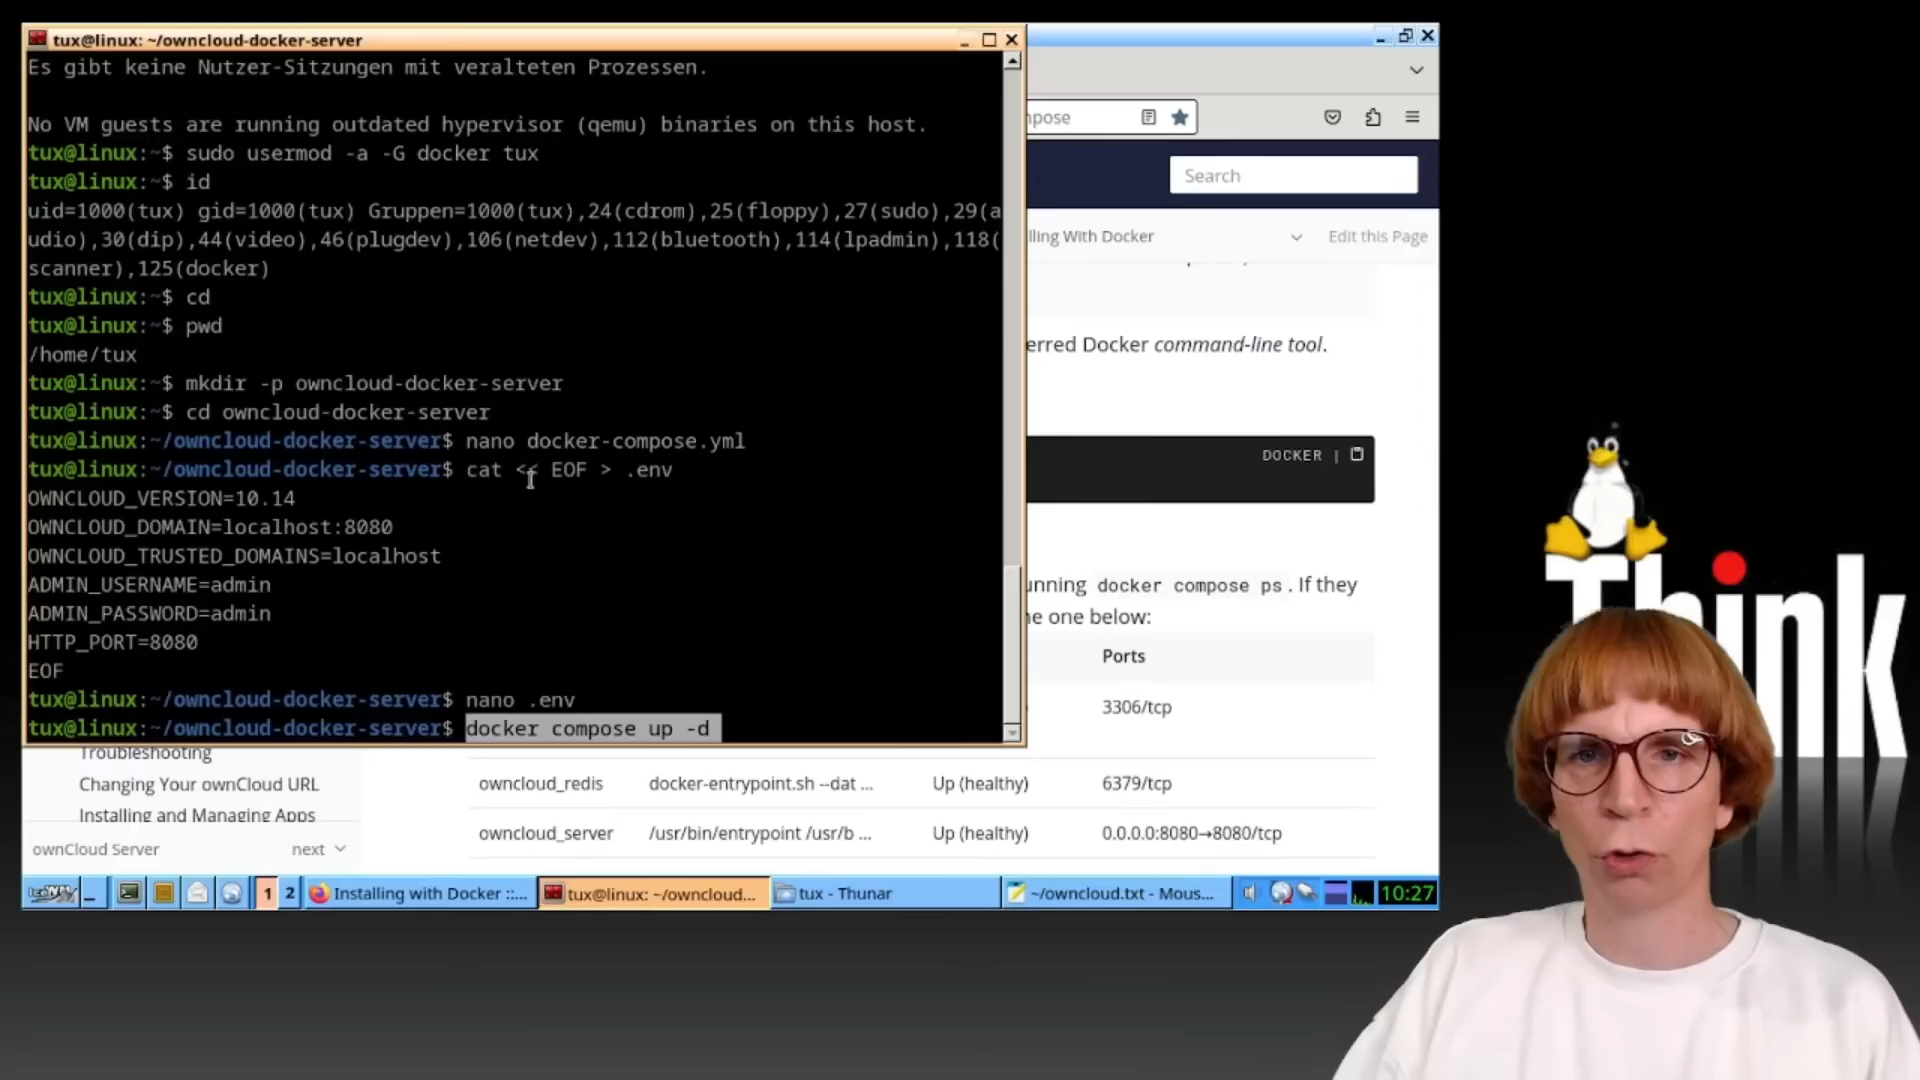 tux@linux: ~/owncloud-docker-server
Es gibt keine Nutzer-Sitzungen mit veralteten Prozessen.
No VM guests are running outdated hypervisor (qemu) binaries on this host.
tux@linux:~$ sudo usermod -a -G docker tux
tux@linux:~$ id
uid=1000(tux) gid=1000(tux) Gruppen=1000(tux),24(cdrom),25(floppy),27(sudo),29(a
udio),30(dip),44(video),46(plugdev),106(netdev),112(bluetooth),114(lpadmin),118(
scanner),125(docker)
tux@linux:~$ cd
tux@linux:~$ pwd
/home/tux
tux@linux:~$ mkdir -p owncloud-docker-server
tux@linux:~$ cd owncloud-docker-server
tux@linux:~/owncloud-docker-server$ nano docker-compose.yml
tux@linux:~/owncloud-docker-server$ cat << EOF > .env
OWNCLOUD_VERSION=10.14
OWNCLOUD_DOMAIN=localhost:8080
OWNCLOUD_TRUSTED_DOMAINS=localhost
ADMIN_USERNAME=admin
ADMIN_PASSWORD=admin
HTTP_PORT=8080
EOF
tux@linux:~/owncloud-docker-server$ nano .env
tux@linux:~/owncloud-docker-server$ docker compose up -d
mpose
Search
lling With Docker
Edit this Page
erred Docker command-line tool.
DOCKER |
unning docker compose ps. If they
ne one below:
Ports
3306/tcp
Troubleshooting
Changing Your ownCloud URL
Installing and Managing Apps
ownCloud Server next
owncloud_redis docker-entrypoint.sh --dat ... Up (healthy) 6379/tcp
owncloud_server /usr/bin/entrypoint /usr/b ... Up (healthy) 0.0.0.0:8080→8080/tcp
1 2 Installing with Docker ::... tux@linux: ~/owncloud... tux - Thunar ~/owncloud.txt - Mous... 10:27
Think